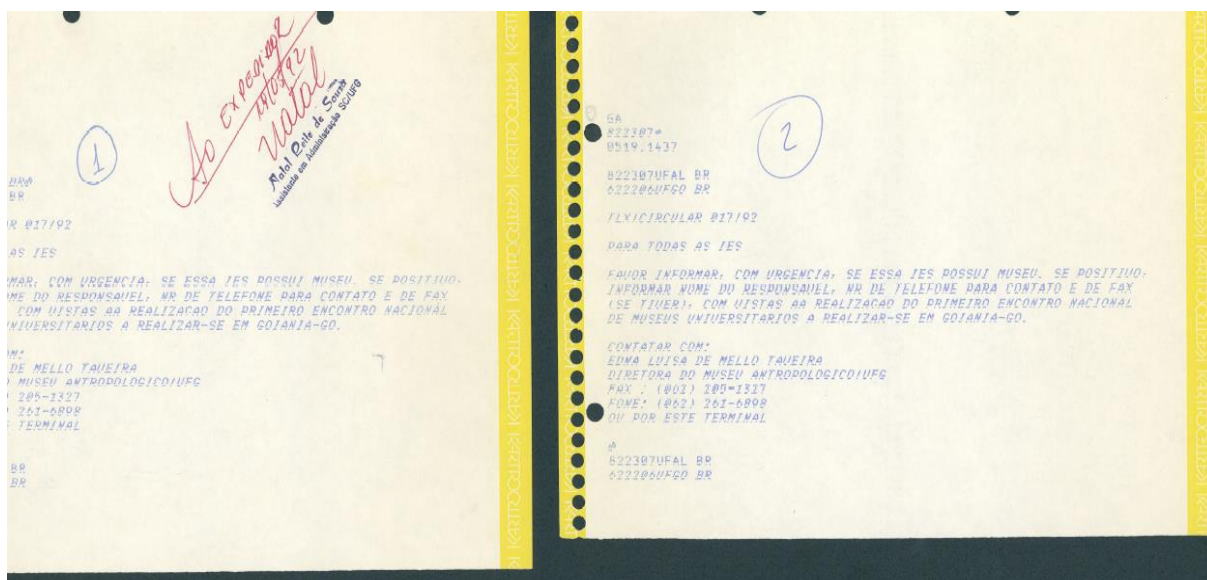 Ao EXPEDIDOR
Natal
Natal Leite de Souza
Assistente em Administração SC/UFG
1
BR
R 017/92
AS IES
RMAR, COM URGENCIA, SE ESSA IES POSSUI MUSEU. SE POSITIVO,
OME DO RESPONSAVEL, NR DE TELEFONE PARA CONTATO E DE FAX
COM VISTAS AA REALIZACAO DO PRIMEIRO ENCONTRO NACIONAL
UNIVERSITARIOS A REALIZAR-SE EM GOIANIA-GO.
OM:
DE MELLO TAVEIRA
O MUSEU ANTROPOLOGICO/UFG
205-1327
261-6898
TERMINAL
BR
BR
KARTRO
2
GA
822307+
0519.1437
822307UFAL BR
622206UFGO BR
TLX/CIRCULAR 017/92
PARA TODAS AS IES
FAVOR INFORMAR, COM URGENCIA, SE ESSA IES POSSUI MUSEU. SE POSITIVO,
INFORMAR NOME DO RESPONSAVEL, NR DE TELEFONE PARA CONTATO E DE FAX
(SE TIVER), COM VISTAS AA REALIZACAO DO PRIMEIRO ENCONTRO NACIONAL
DE MUSEUS UNIVERSITARIOS A REALIZAR-SE EM GOIANIA-GO.
CONTATAR COM:
EDNA LUISA DE MELLO TAVEIRA
DIRETORA DO MUSEU ANTROPOLOGICO/UFG
FAX : (062) 205-1327
FONE: (062) 261-6898
OU POR ESTE TERMINAL
822307UFAL BR
622206UFGO BR